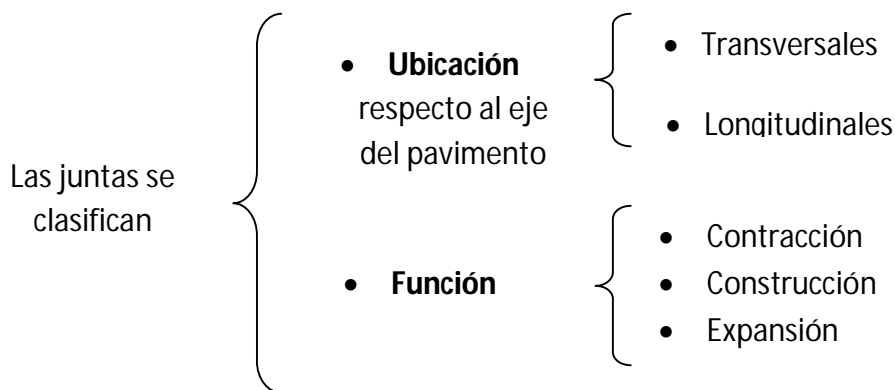 Las juntas se
clasifican
• Ubicación
respecto al eje
del pavimento
• Transversales
• Longitudinales
• Función
• Contracción
• Construcción
• Expansión